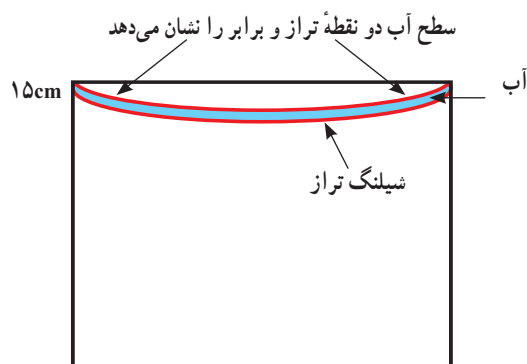 سطح آب دو نقطهٔ تراز و برابر را نشان می‌دهد
آب
۱۵cm
شیلنگ تراز